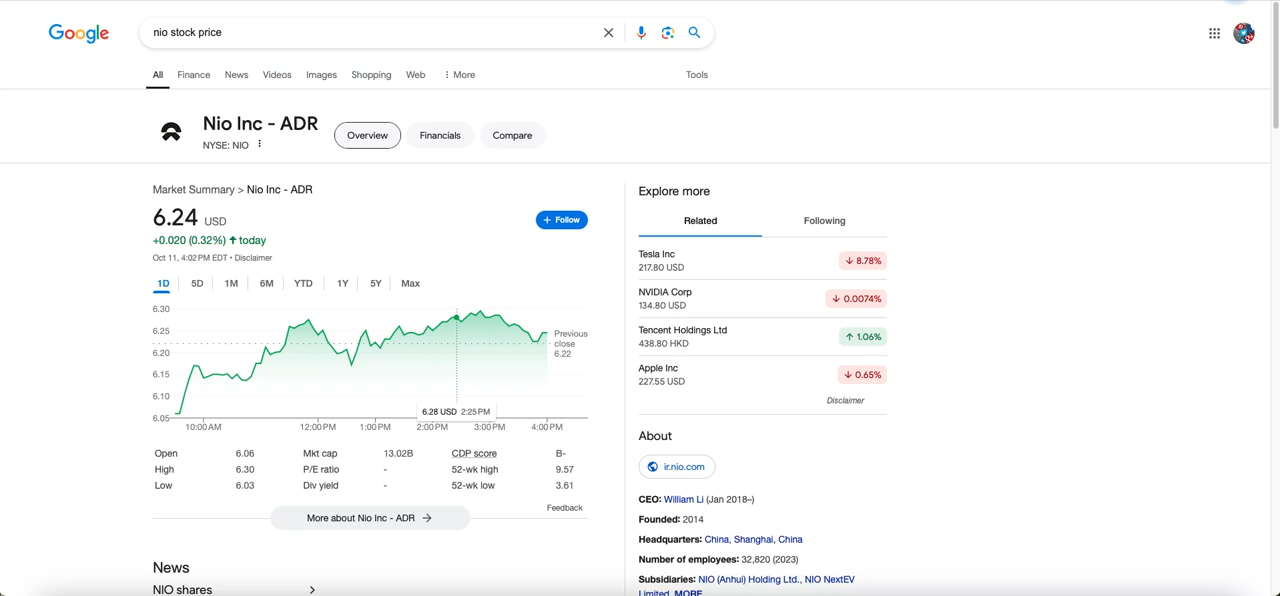 Google
nio stock price
All Finance News Videos Images Shopping Web More Tools
Nio Inc - ADR
NYSE: NIO
Overview Financials Compare
Market Summary > Nio Inc - ADR
6.24 USD
+ Follow
+0.020 (0.32%) today
Oct 11, 4:02 PM EDT • Disclaimer
1D 5D 1M 6M YTD 1Y 5Y Max
6.30
6.25
6.20
6.15
6.10
6.05
Previous
close
6.22
6.28 USD 2:25 PM
10:00 AM 12:00 PM 1:00 PM 2:00 PM 3:00 PM 4:00 PM
Open 6.06 Mkt cap 13.02B CDP score B-
High 6.30 P/E ratio - 52-wk high 9.57
Low 6.03 Div yield - 52-wk low 3.61
Feedback
More about Nio Inc - ADR
News
NIO shares
Explore more
Related Following
Tesla Inc
217.80 USD
8.78%
NVIDIA Corp
134.80 USD
0.0074%
Tencent Holdings Ltd
438.80 HKD
1.06%
Apple Inc
227.55 USD
0.65%
Disclaimer
About
ir.nio.com
CEO: William Li (Jan 2018–)
Founded: 2014
Headquarters: China, Shanghai, China
Number of employees: 32,820 (2023)
Subsidiaries: NIO (Anhui) Holding Ltd., NIO NextEV
Limited, MORE